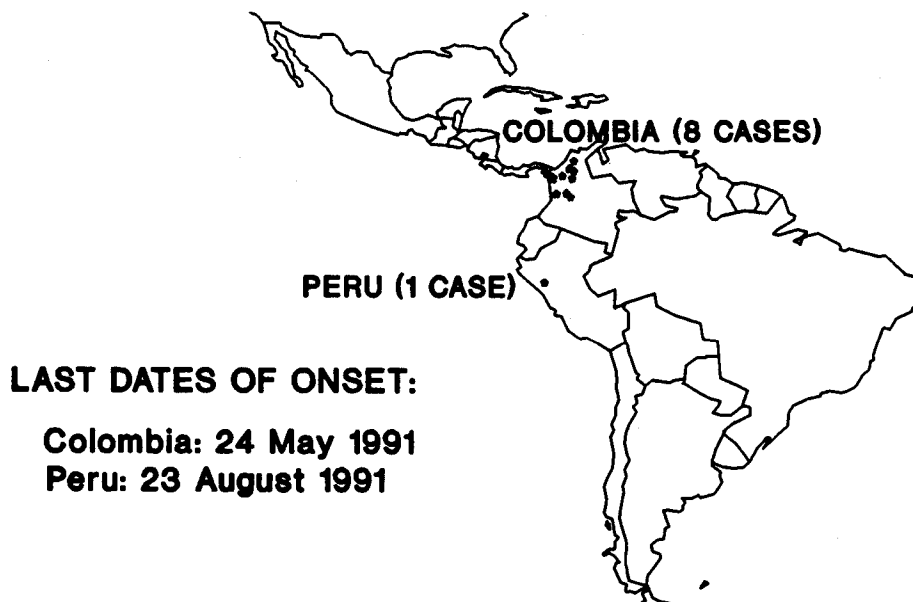 COLOMBIA (8 CASES)
PERU (1 CASE)
LAST DATES OF ONSET:
Colombia: 24 May 1991
Peru: 23 August 1991